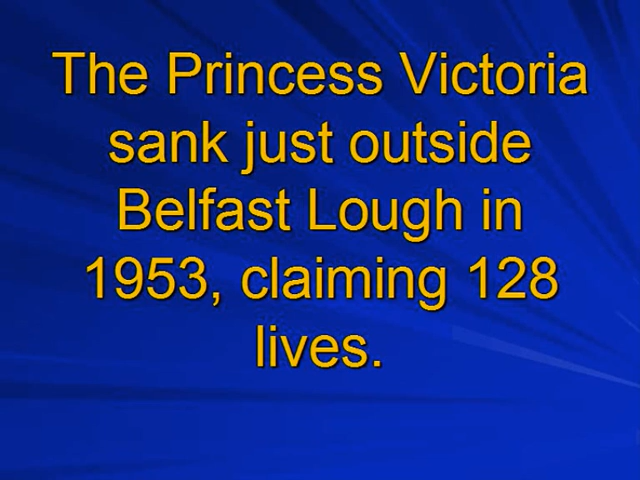 The Princess Victoria
sank just outside
Belfast Lough in
1953, claiming 128
lives.